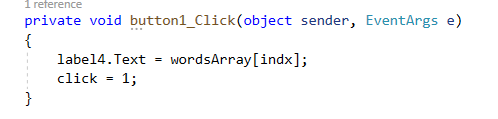 1 reference
private void button1_Click(object sender, EventArgs e)
{
label4.Text = wordsArray[indx];
click = 1;
}